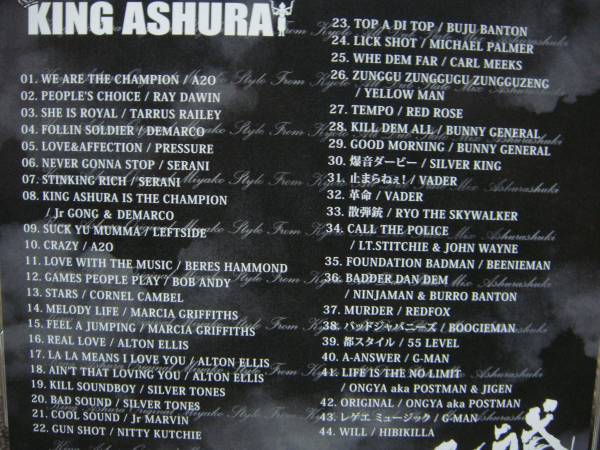 KING ASHURA
01. WE ARE THE CHAMPION / A2O
02. PEOPLE'S CHOICE / RAY DAWIN
03. SHE IS ROYAL / TARRUS RAILEY
04. FOLLIN SOLDIER / DEMARCO
05. LOVE&AFFECTION / PRESSURE
06. NEVER GONNA STOP / SERANI
07. STINKING RICH / SERANI
08. KING ASHURA IS THE CHAMPION
/ Jr GONG & DEMARCO
09. SUCK YU MUMMA / LEFTSIDE
10. CRAZY / A2O
11. LOVE WITH THE MUSIC / BERES HAMMOND
12. GAMES PEOPLE PLAY / BOB ANDY
13. STARS / CORNEL CAMBEL
14. MELODY LIFE / MARCIA GRIFFITHS
15. FEEL A JUMPING / MARCIA GRIFFITHS
16. REAL LOVE / ALTON ELLIS
17. LA LA MEANS I LOVE YOU / ALTON ELLIS
18. AIN'T THAT LOVING YOU / ALTON ELLIS
19. KILL SOUNDBOY / SILVER TONES
20. BAD SOUND / SILVER TONES
21. COOL SOUND / Jr MARVIN
22. GUN SHOT / NITTY KUTCHIE
23. TOP A DI TOP / BUJU BANTON
24. LICK SHOT / MICHAEL PALMER
25. WHE DEM FAR / CARL MEEKS
26. ZUNGGU ZUNGGUGU ZUNGGUZENG
/ YELLOW MAN
27. TEMPO / RED ROSE
28. KILL DEM ALL / BUNNY GENERAL
29. GOOD MORNING / BUNNY GENERAL
30. 爆音ダービー / SILVER KING
31. 止まらねぇ! / VADER
32. 革命 / VADER
33. 散弾銃 / RYO THE SKYWALKER
34. CALL THE POLICE
/ LT.STITCHIE & JOHN WAYNE
35. FOUNDATION BADMAN / BEENIEMAN
36. BADDER DAN DEM
/ NINJAMAN & BURRO BANTON
37. MURDER / REDFOX
38. バッドジャパニーズ / BOOGIEMAN
39. 都スタイル / 55 LEVEL
40. A-ANSWER / G-MAN
41. LIFE IS THE NO LIMIT
/ ONGYA aka POSTMAN & JIGEN
42. ORIGINAL / ONGYA aka POSTMAN
43. レゲエ ミュージック / G-MAN
44. WILL / HIBIKILLA